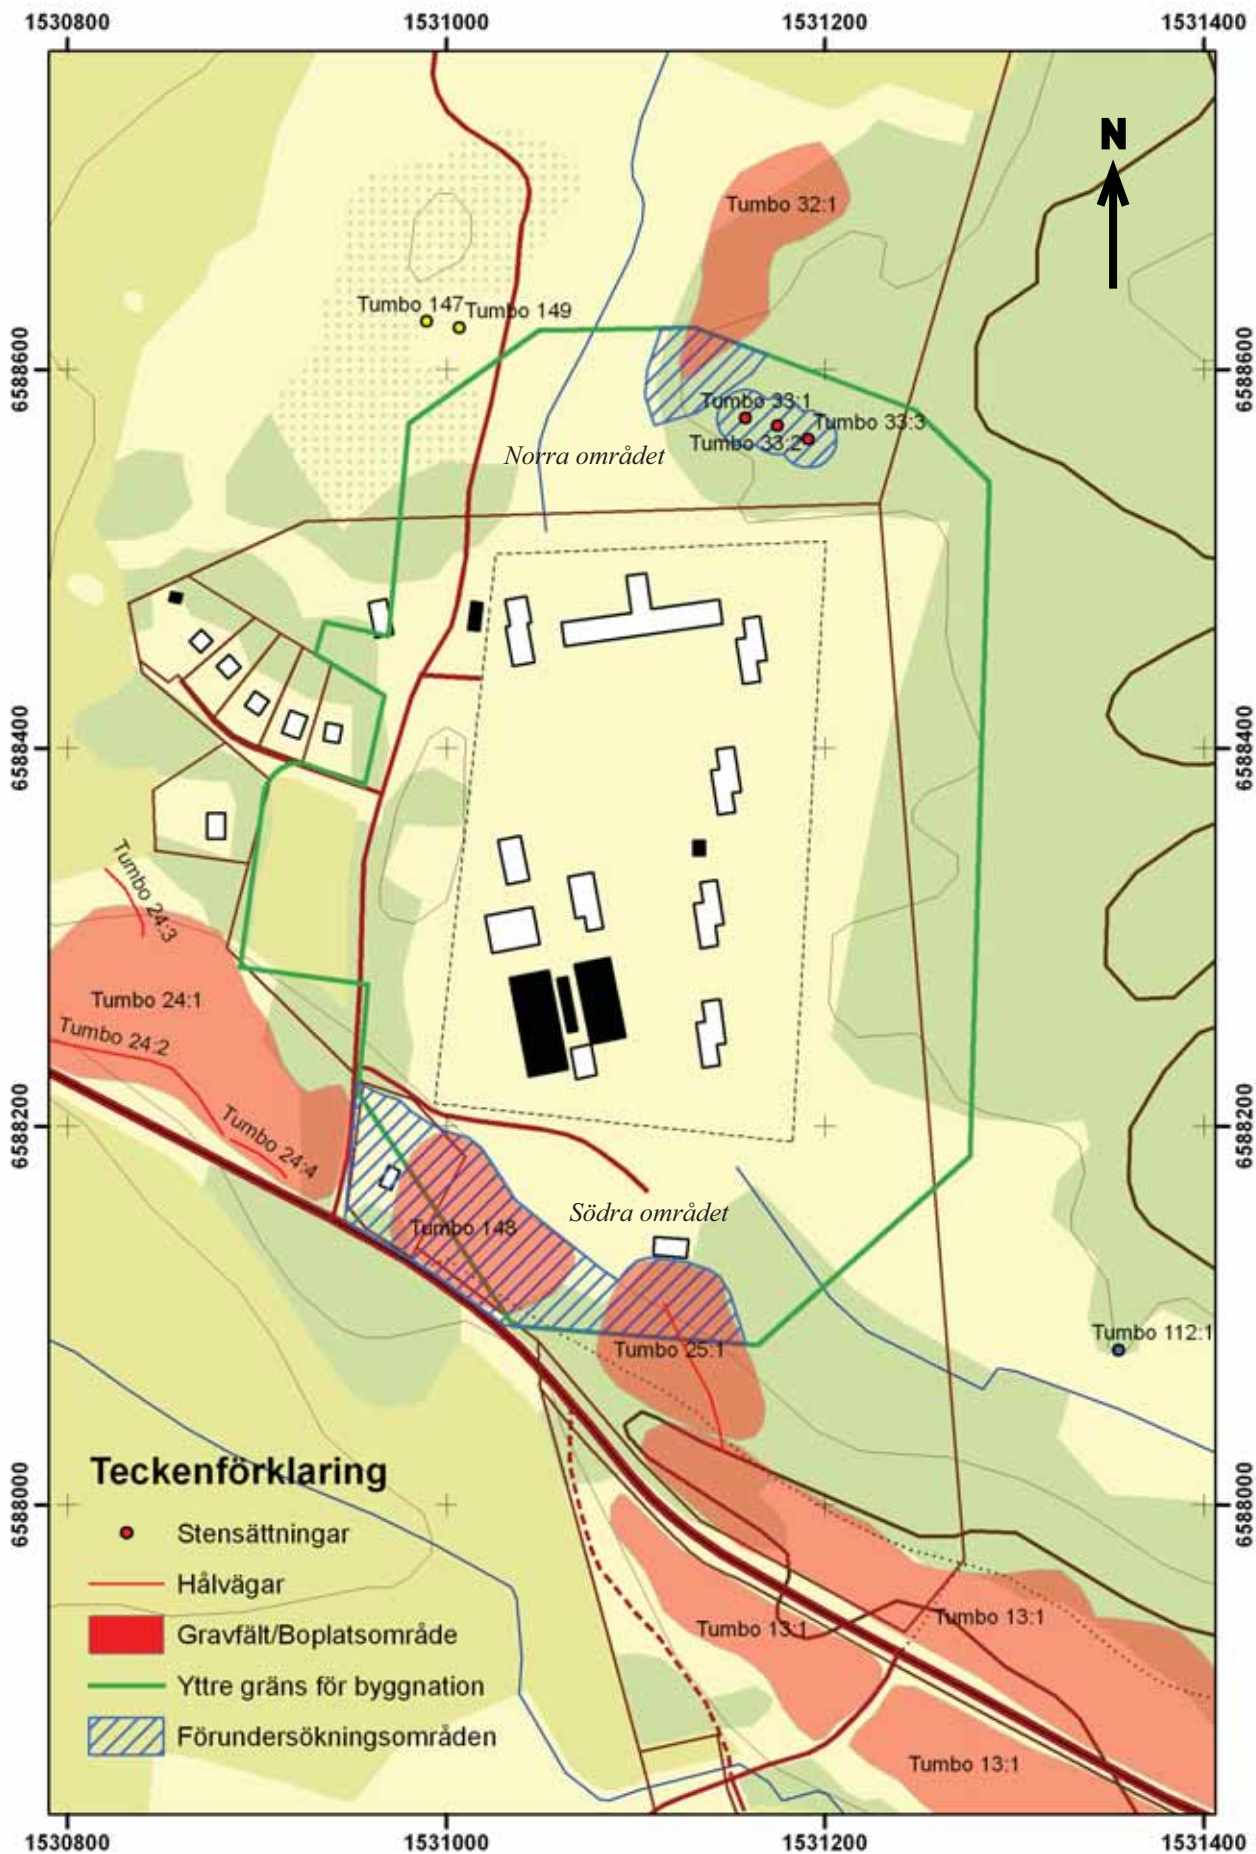 1530800
1531000
1531200
1531400
N
Tumbo 32:1
Tumbo 147
Tumbo 149
6588600
6588600
Tumbo 33:1
Tumbo 33:3
Tumbo 33:2
Norra området
6588400
6588400
Tumbo 24:3
Tumbo 24:1
Tumbo 24:2
Tumbo 24:4
6588200
6588200
Södra området
Tumbo 148
Tumbo 112:1
Tumbo 25:1
Teckenförklaring
6588000
6588000
Stensättningar
Hålvägar
Gravfält/Boplatsområde
Yttre gräns för byggnation
Förundersökningsområden
Tumbo 13:1
Tumbo 13:1
Tumbo 13:1
1530800
1531000
1531200
1531400